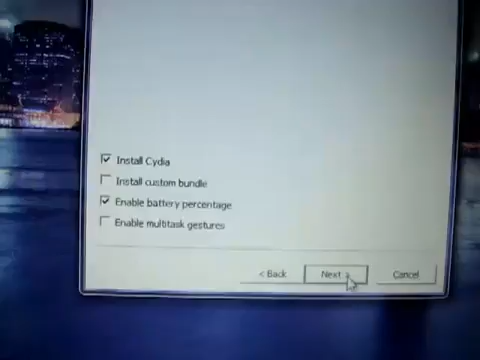 Install Cydia
Install custom bundle
Enable battery percentage
Enable multitask gestures
< Back
Next >
Cancel